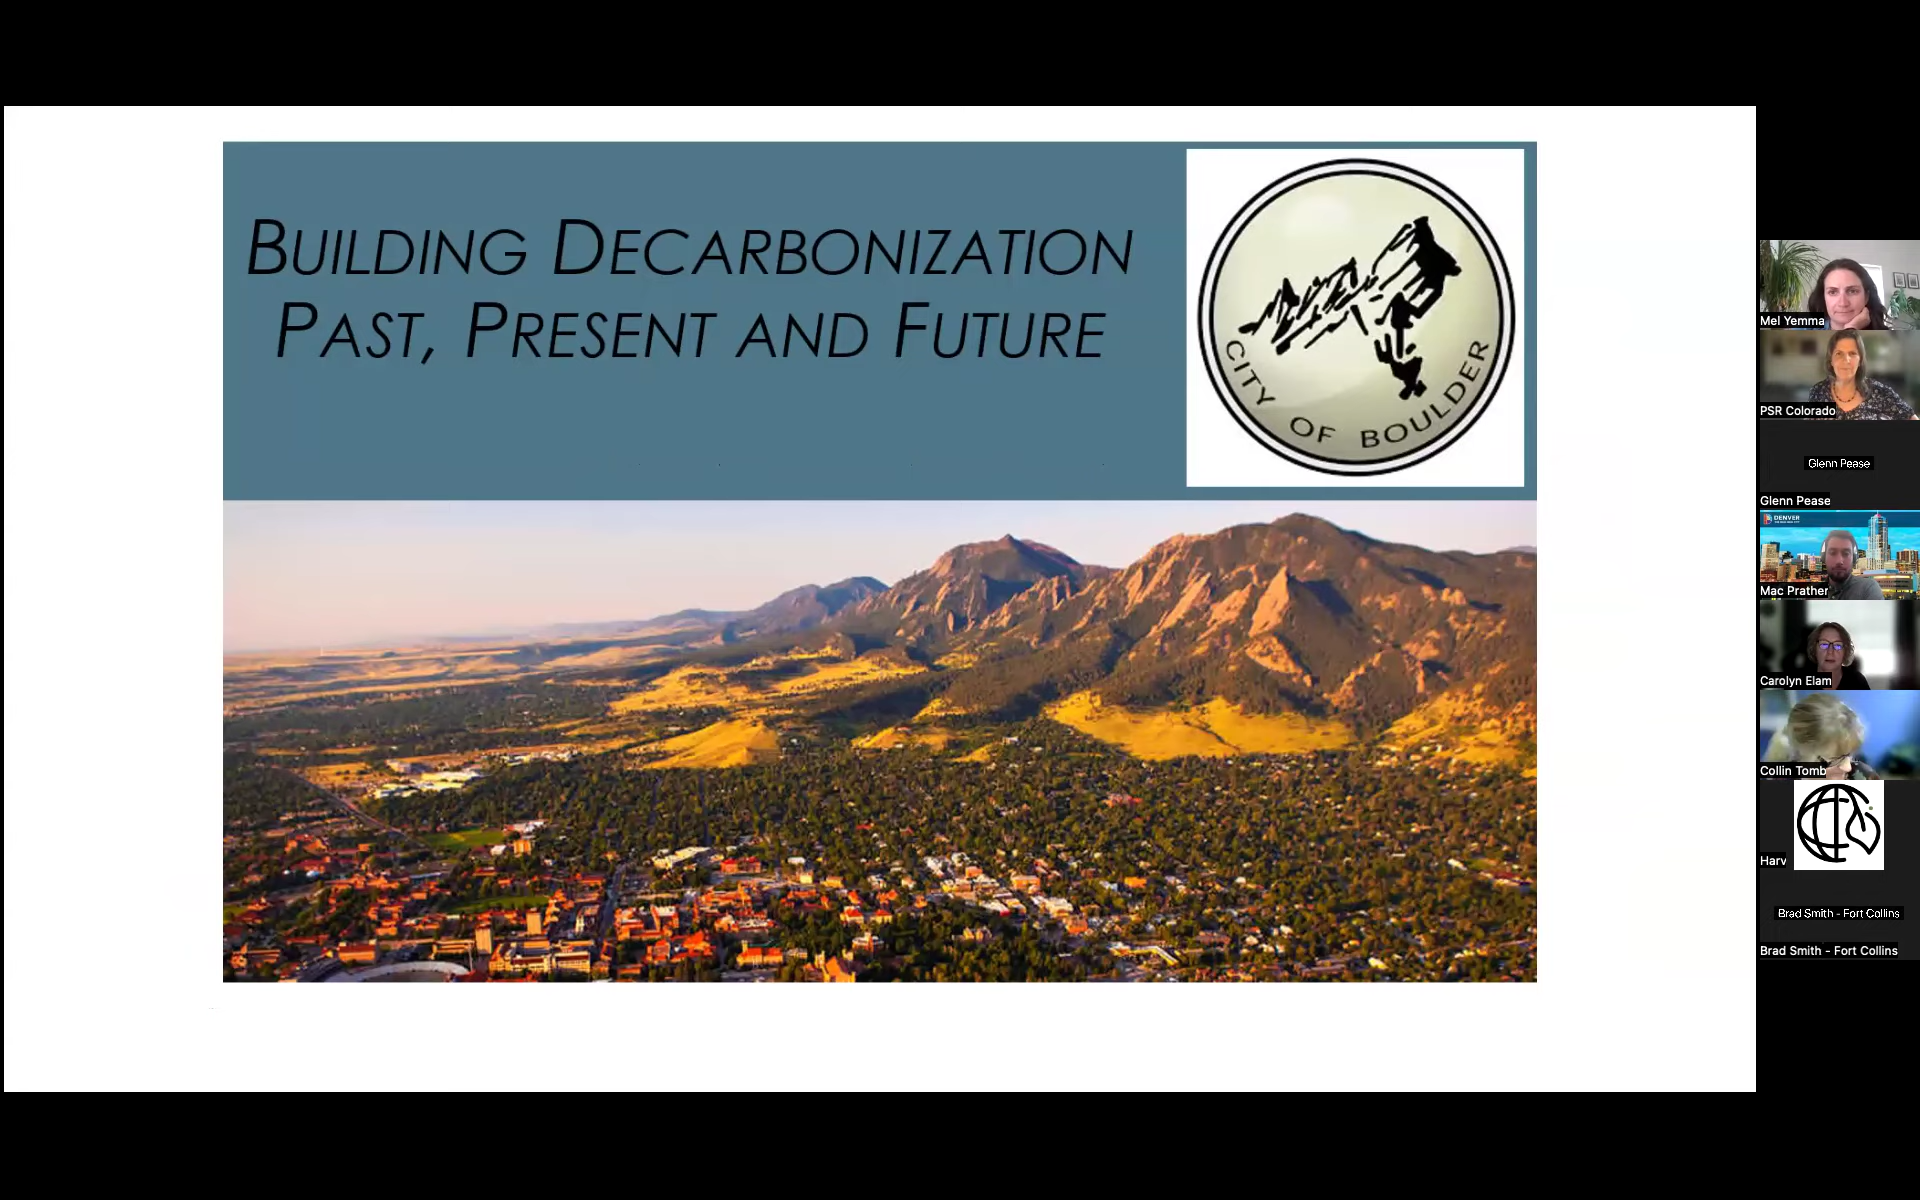 BUILDING DECARBONIZATION
PAST, PRESENT AND FUTURE
CITY OF BOULDER
Mel Yemma
PSR Colorado
Glenn Pease
Glenn Pease
DENVER
Mac Prather
Carolyn Elam
Collin Tomb
Harv
Brad Smith - Fort Collins
Brad Smith - Fort Collins